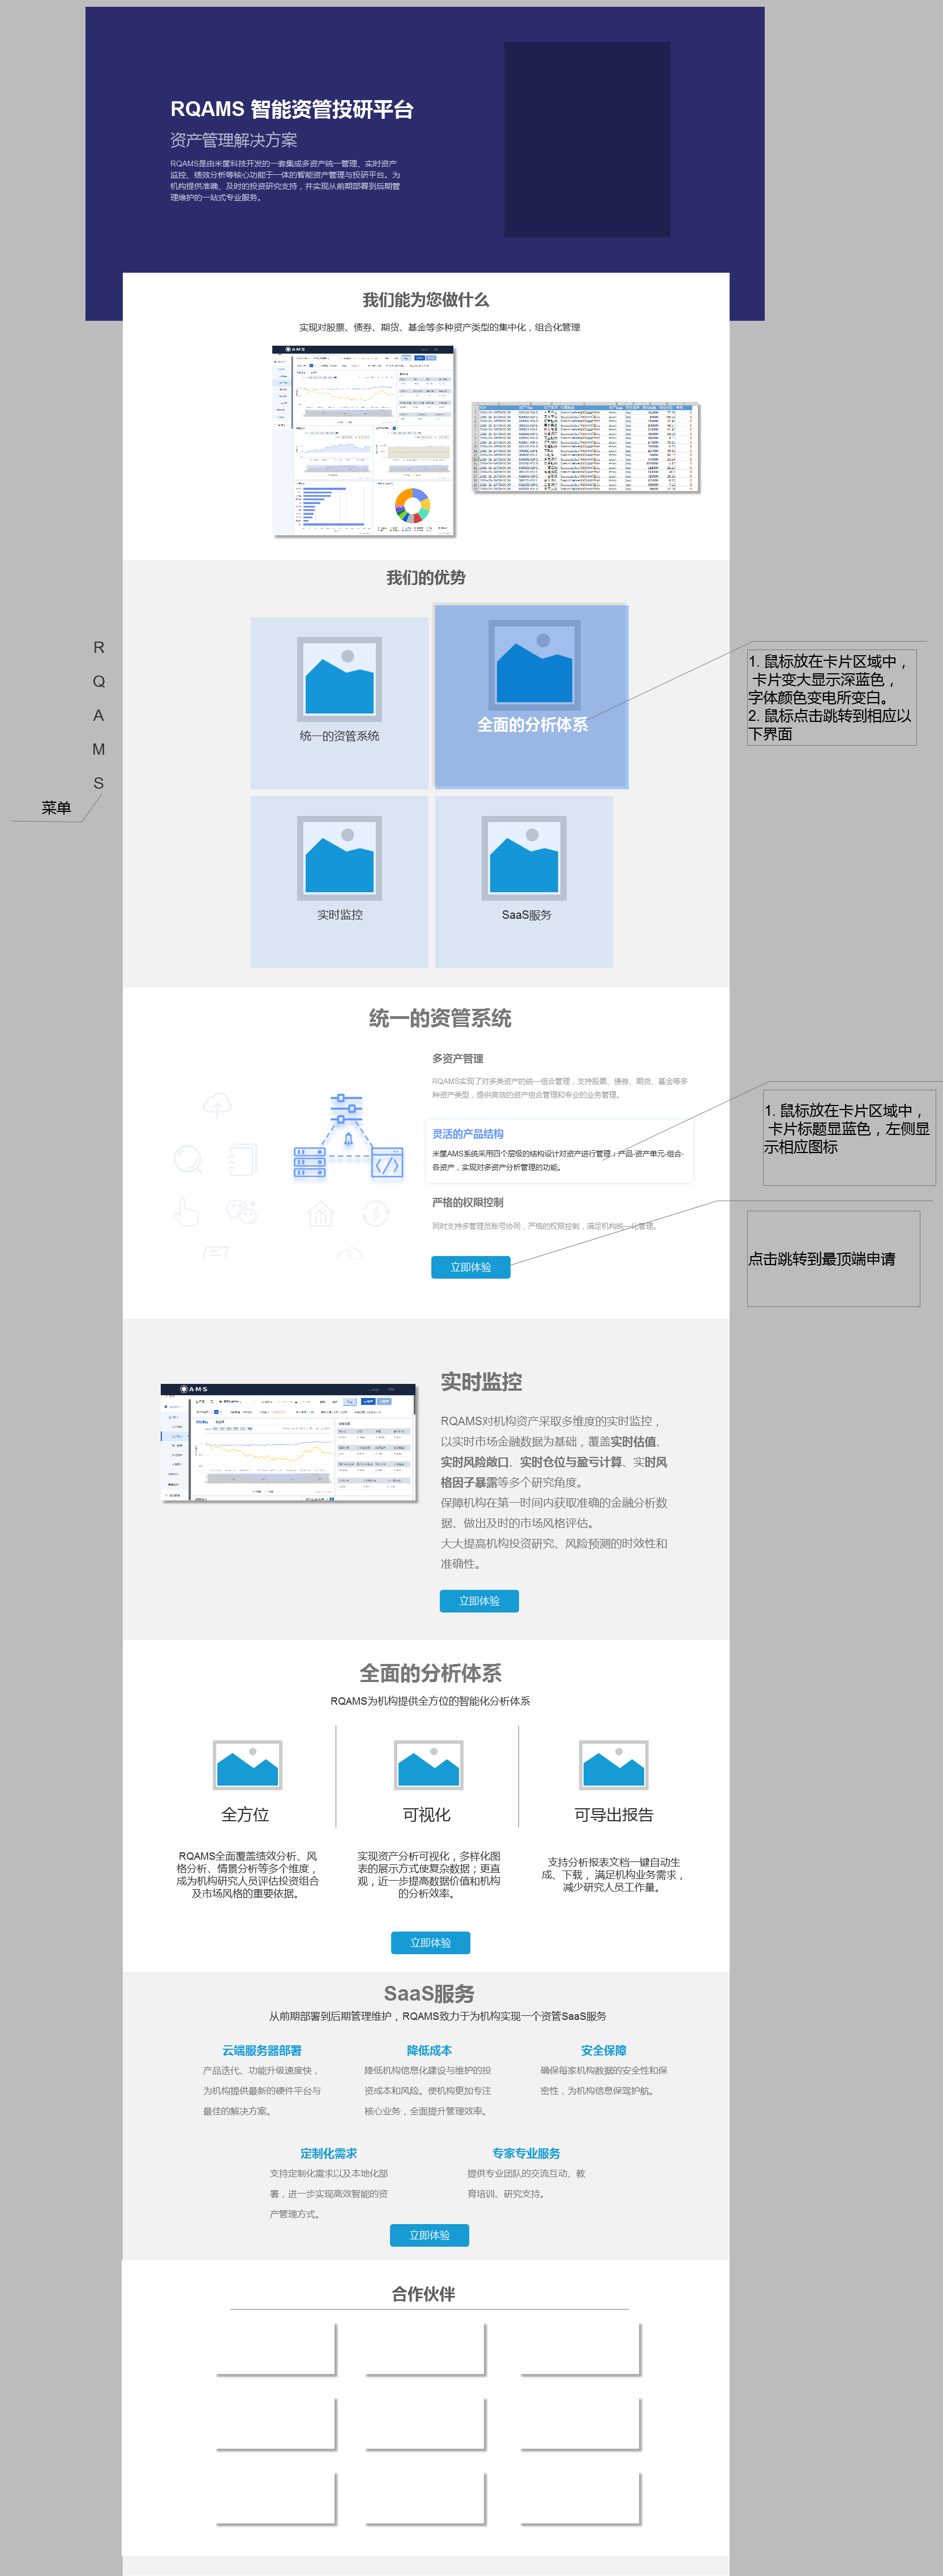 RQAMS 智能资管投研平台
资产管理解决方案
RQAMS是由米筐科技开发的一套集成多资产统一管理、实时资产
监控、绩效分析等核心功能于一体的智能资产管理与投研平台。为
机构提供准确、及时的投资研究支持，并实现从前期部署到后期管
理维护的一站式专业服务。
我们能为您做什么
实现对股票、债券、期货、基金等多种资产类型的集中化，组合化管理
AMS
我们的优势
统一的资管系统
全面的分析体系
实时监控
SaaS服务
R
Q
A
M
S
菜单
1. 鼠标放在卡片区域中，
卡片变大显示深蓝色，
字体颜色变电所变白。
2. 鼠标点击跳转到相应以
下界面
统一的资管系统
多资产管理
RQAMS实现了对多类资产的统一组合管理，支持股票、债券、期货、基金等多
种资产类型，提供高效的资产组合管理和专业的业务管理。
灵活的产品结构
米筐AMS系统采用四个层级的结构设计对资产进行管理：产品-资产单元-组合-
各资产，实现对多资产分析管理的功能。
严格的权限控制
同时支持多管理员账号协同，严格的权限控制，满足机构统一化管理。
立即体验
1. 鼠标放在卡片区域中，
卡片标题显蓝色，左侧显
示相应图标
点击跳转到最顶端申请
AMS
实时监控
RQAMS对机构资产采取多维度的实时监控，
以实时市场金融数据为基础，覆盖实时估值、
实时风险敞口、实时仓位与盈亏计算、实时风
格因子暴露等多个研究角度。
保障机构在第一时间内获取准确的金融分析数
据、做出及时的市场风格评估。
大大提高机构投资研究、风险预测的时效性和
准确性。
立即体验
全面的分析体系
RQAMS为机构提供全方位的智能化分析体系
全方位
RQAMS全面覆盖绩效分析、风
格分析、情景分析等多个维度，
成为机构研究人员评估投资组合
及市场风格的重要依据。
可视化
实现资产分析可视化，多样化图
表的展示方式使复杂数据；更直
观，近一步提高数据价值和机构
的分析效率。
可导出报告
支持分析报表文档一键自动生
成、下载，满足机构业务需求，
减少研究人员工作量。
立即体验
SaaS服务
从前期部署到后期管理维护，RQAMS致力于为机构实现一个资管SaaS服务
云端服务器部署
产品迭代、功能升级速度快，
为机构提供最新的硬件平台与
最佳的解决方案。
降低成本
降低机构信息化建设与维护的投
资成本和风险。使机构更加专注
核心业务，全面提升管理效率。
安全保障
确保每家机构数据的安全性和保
密性，为机构信息保驾护航。
定制化需求
支持定制化需求以及本地化部
署，进一步实现高效智能的资
产管理方式。
专家专业服务
提供专业团队的交流互动、教
育培训、研究支持。
立即体验
合作伙伴